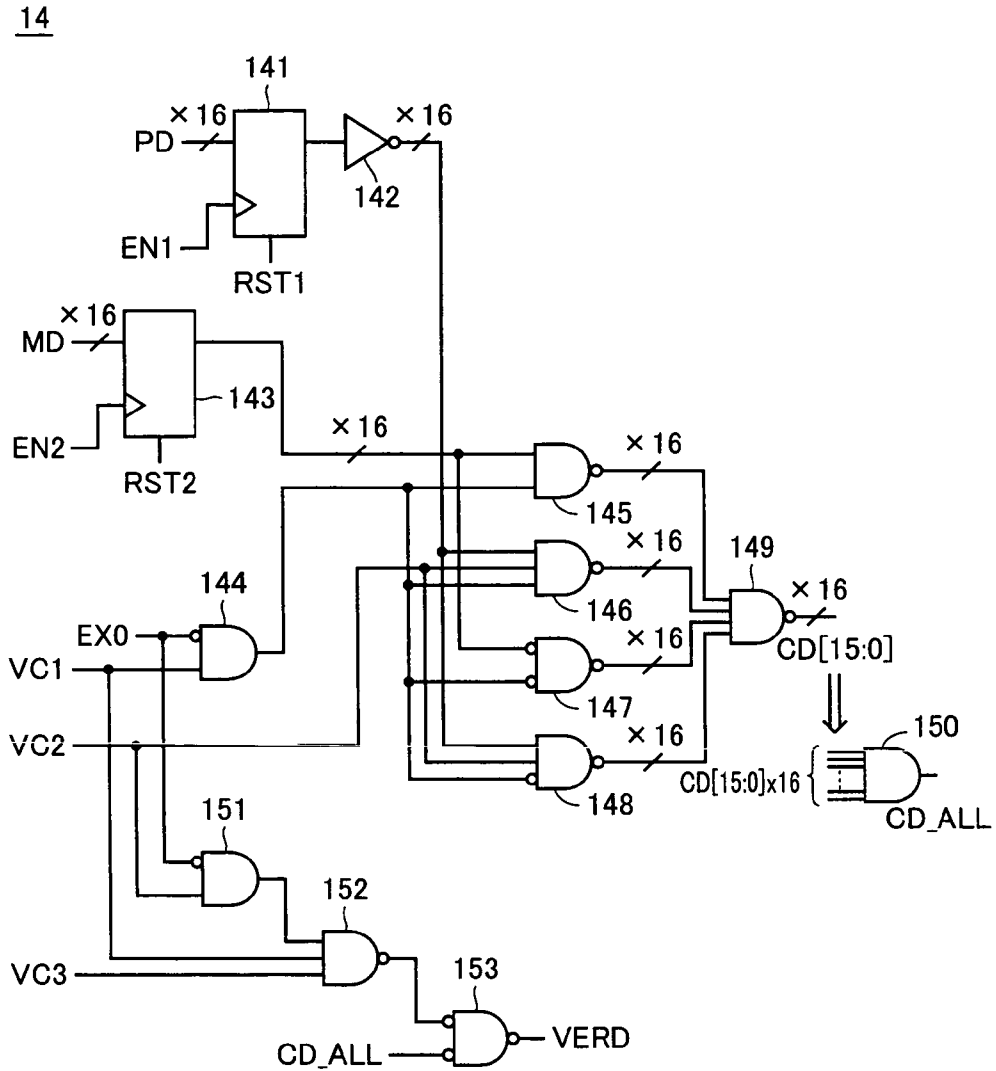 14
141
× 16
× 16
PD
142
EN1
RST1
× 16
MD
143
× 16
× 16
EN2
RST2
145
× 16
149
144
× 16
146
EX0
× 16
CD[15:0]
VC1
147
× 16
VC2
150
148
CD[15:0]x16
CD_ALL
151
152
VC3
153
VERD
CD_ALL